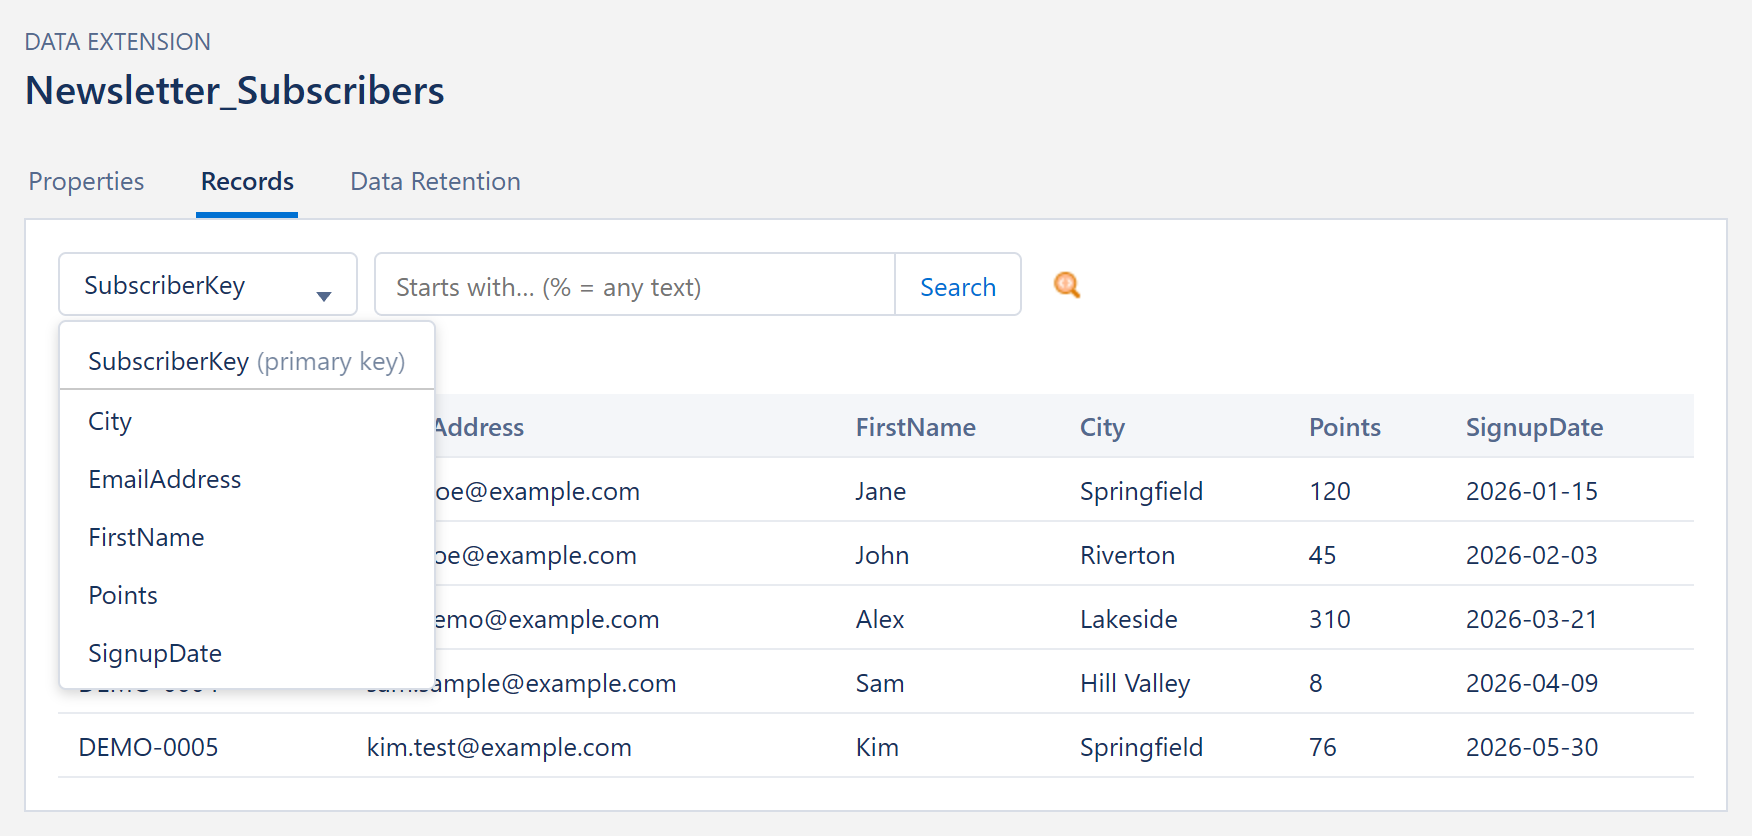 DATA EXTENSION
Newsletter_Subscribers
Properties Records Data Retention
SubscriberKey Starts with... (% = any text) Search
SubscriberKey (primary key)
City
EmailAddress
FirstName
Points
SignupDate
Address FirstName City Points SignupDate
oe@example.com Jane Springfield 120 2026-01-15
oe@example.com John Riverton 45 2026-02-03
emo@example.com Alex Lakeside 310 2026-03-21
ample@example.com Sam Hill Valley 8 2026-04-09
DEMO-0005 kim.test@example.com Kim Springfield 76 2026-05-30